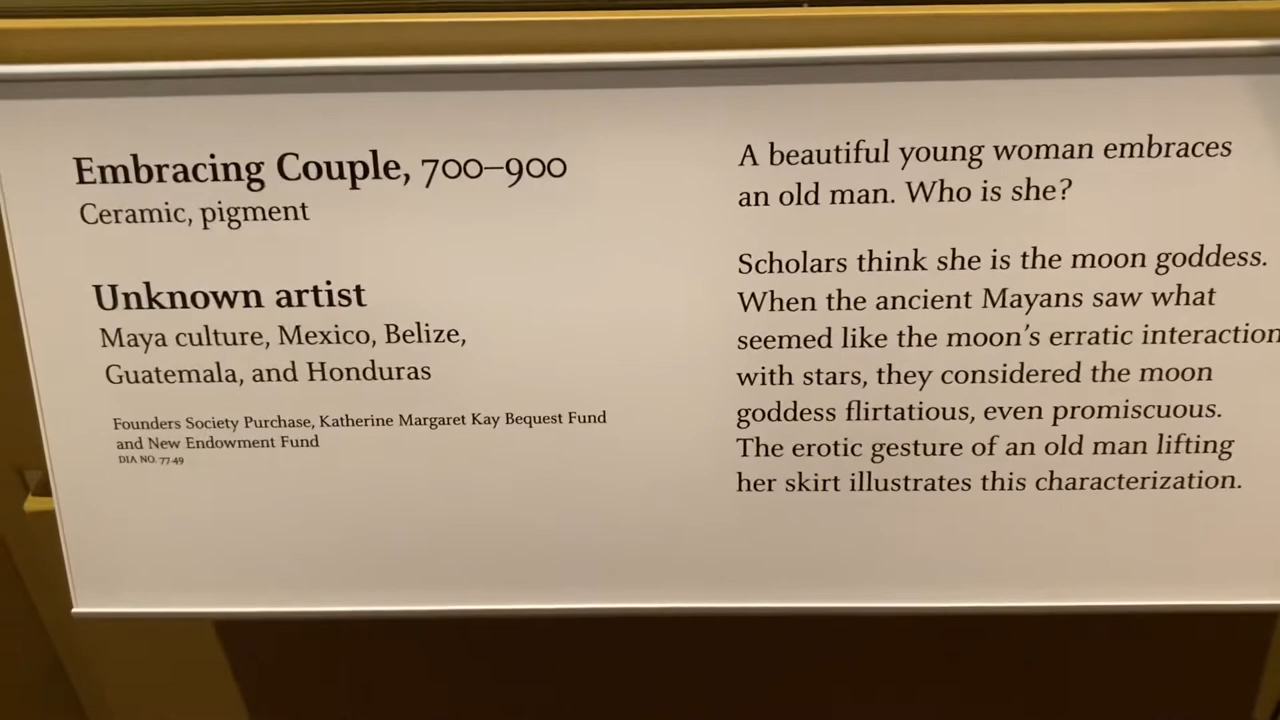 Embracing Couple, 700–900
Ceramic, pigment
Unknown artist
Maya culture, Mexico, Belize,
Guatemala, and Honduras
Founders Society Purchase, Katherine Margaret Kay Bequest Fund
and New Endowment Fund
DIA NO. 77.49
A beautiful young woman embraces
an old man. Who is she?
Scholars think she is the moon goddess.
When the ancient Mayans saw what
seemed like the moon's erratic interaction
with stars, they considered the moon
goddess flirtatious, even promiscuous.
The erotic gesture of an old man lifting
her skirt illustrates this characterization.